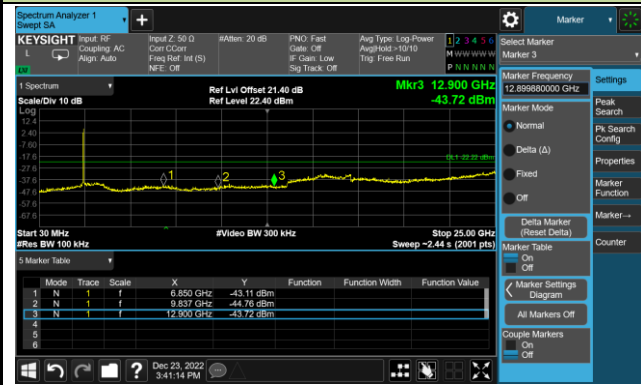 Spectrum Analyzer 1
Swept SA
Marker
KEYSIGHT
Input: RF
Coupling: AC
Align: Auto
Input Z: 50 Ω
Corr CCorr
Freq Ref: Int (S)
NFE: Off
#Atten: 20 dB
PNO: Fast
Gate: Off
IF Gain: Low
Sig Track: Off
Avg Type: Log-Power
Avg|Hold:>10/10
Trig: Free Run
1 2 3 4 5 6
M W W W W W
P N N N N N
L
Select Marker
Marker 3
1 Spectrum
Scale/Div 10 dB
Ref Lvl Offset 21.40 dB
Ref Level 22.40 dBm
Mkr3 12.900 GHz
-43.72 dBm
Log
12.4
2.40
-7.60
-17.6
-27.6
-37.6
-47.6
-57.6
-67.6
DL1 -22.22 dBm
1
2
3
Start 30 MHz
#Res BW 100 kHz
#Video BW 300 kHz
Stop 25.00 GHz
Sweep ~2.44 s (2001 pts)
5 Marker Table
Mode Trace Scale X Y Function Function Width Function Value
1 N 1 f 6.850 GHz -43.11 dBm
2 N 1 f 9.837 GHz -44.76 dBm
3 N 1 f 12.900 GHz -43.72 dBm
4
5
6
Marker Frequency
12.899880000 GHz
Marker Mode
Normal
Delta (Δ)
Fixed
Off
Delta Marker
(Reset Delta)
Marker Table
On
Off
Marker Settings
Diagram
All Markers Off
Couple Markers
On
Off
Settings
Peak
Search
Pk Search
Config
Properties
Marker
Function
Marker→
Counter
?
Dec 23, 2022
3:41:14 PM